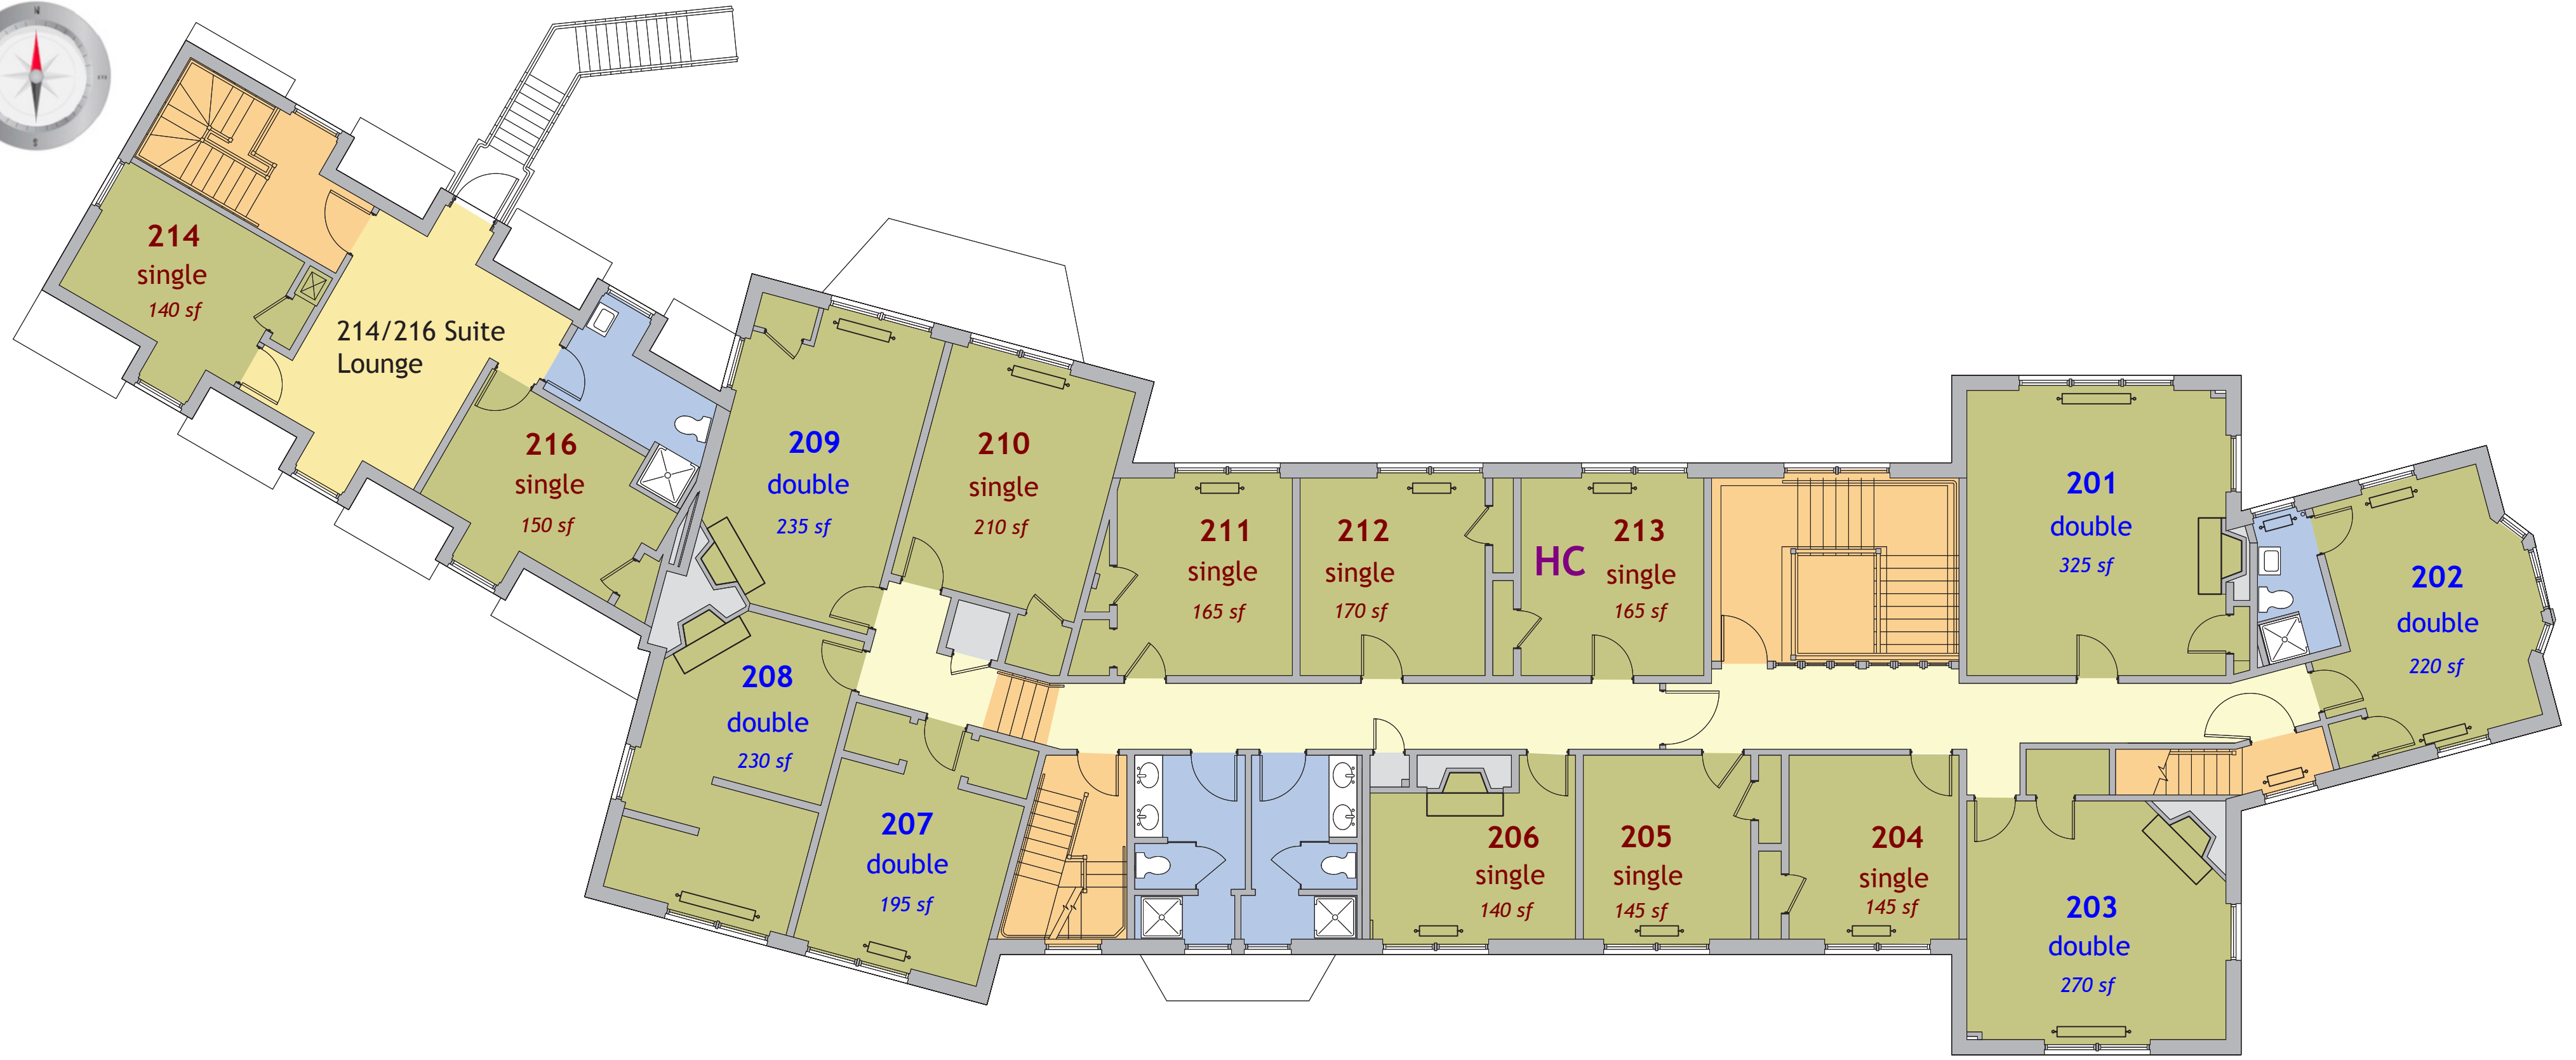 N
S
214
single
140 sf
214/216 Suite
Lounge
216
single
150 sf
209
double
235 sf
210
single
210 sf
211
single
165 sf
212
single
170 sf
HC
213
single
165 sf
201
double
325 sf
202
double
220 sf
208
double
230 sf
207
double
195 sf
206
single
140 sf
205
single
145 sf
204
single
145 sf
203
double
270 sf